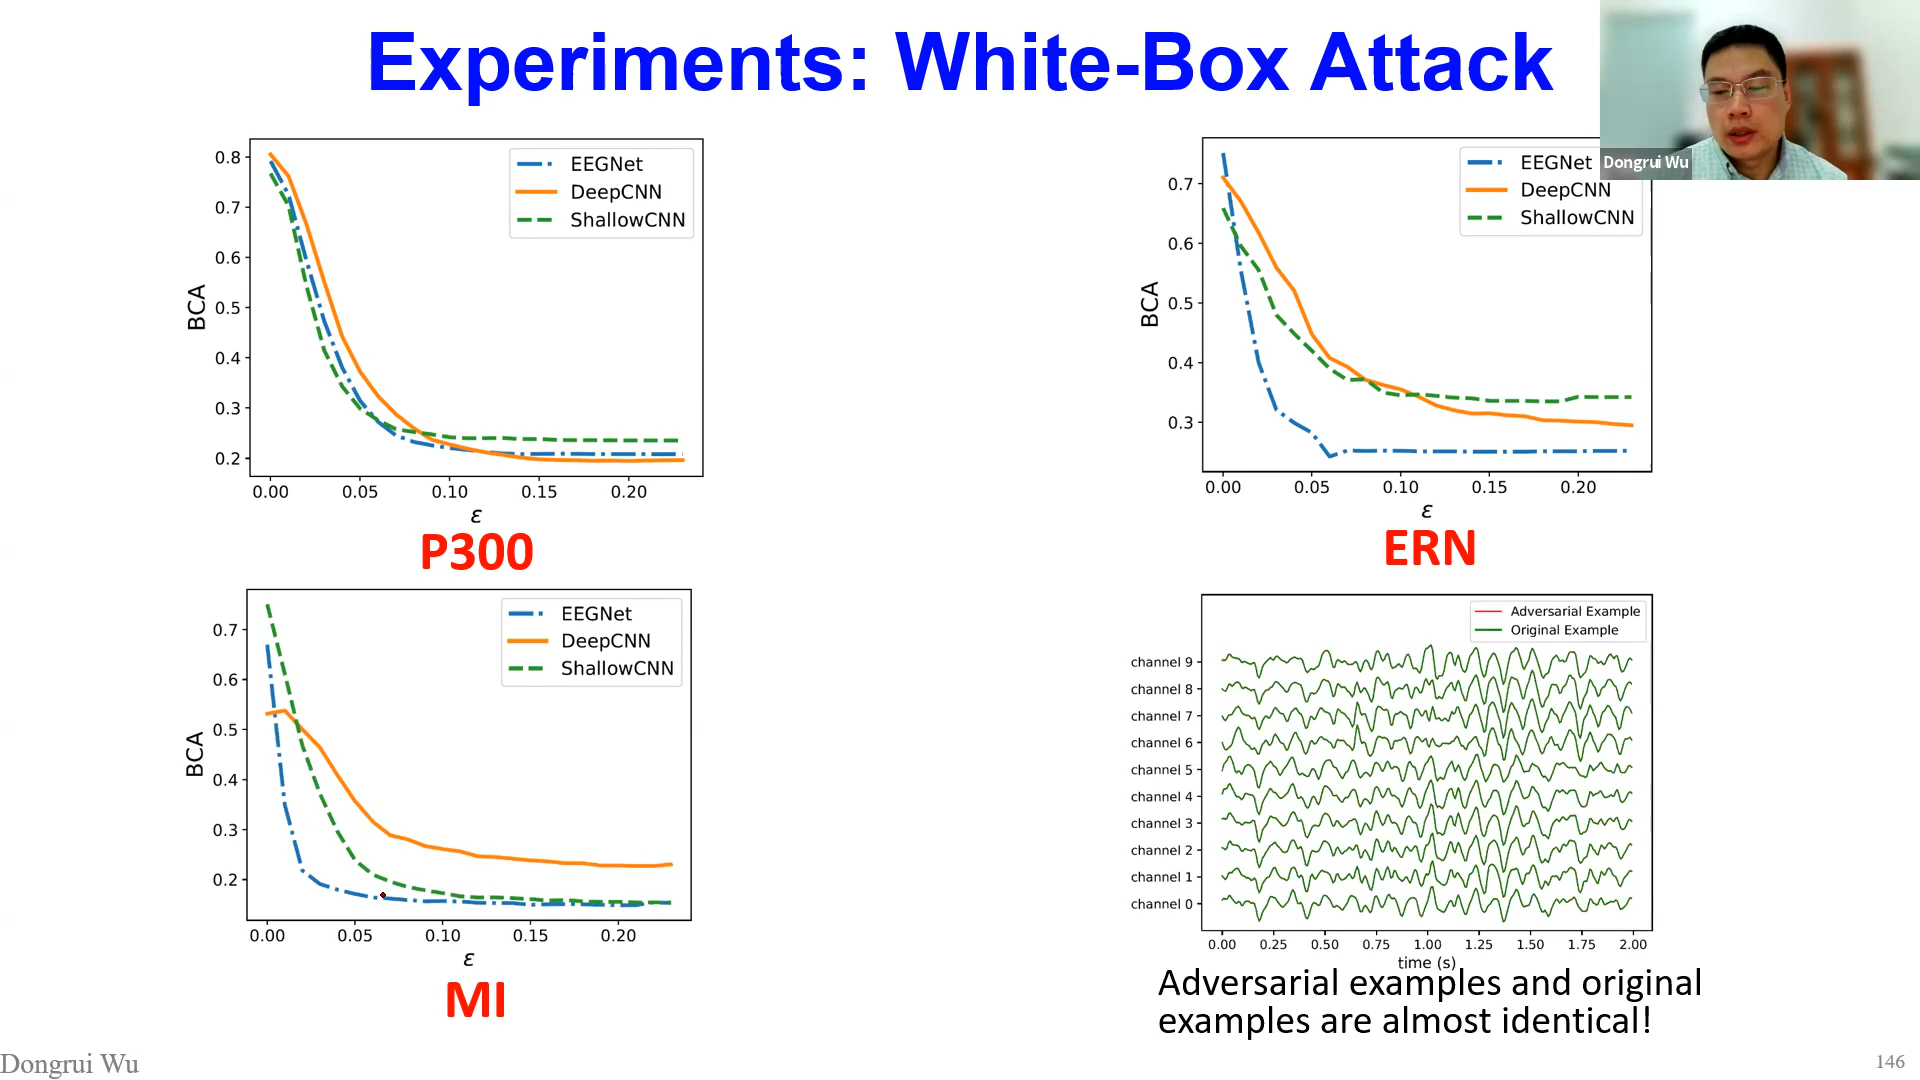 Experiments: White-Box Attack
Dongrui Wu
EEGNet
DeepCNN
ShallowCNN
BCA
0.8
0.7
0.6
0.5
0.4
0.3
0.2
0.00 0.05 0.10 0.15 0.20
ε
P300
EEGNet
DeepCNN
ShallowCNN
BCA
0.7
0.6
0.5
0.4
0.3
0.00 0.05 0.10 0.15 0.20
ε
ERN
EEGNet
DeepCNN
ShallowCNN
BCA
0.7
0.6
0.5
0.4
0.3
0.2
0.00 0.05 0.10 0.15 0.20
ε
MI
Adversarial Example
Original Example
channel 9
channel 8
channel 7
channel 6
channel 5
channel 4
channel 3
channel 2
channel 1
channel 0
0.00 0.25 0.50 0.75 1.00 1.25 1.50 1.75 2.00
time (s)
Adversarial examples and original
examples are almost identical!
Dongrui Wu
146